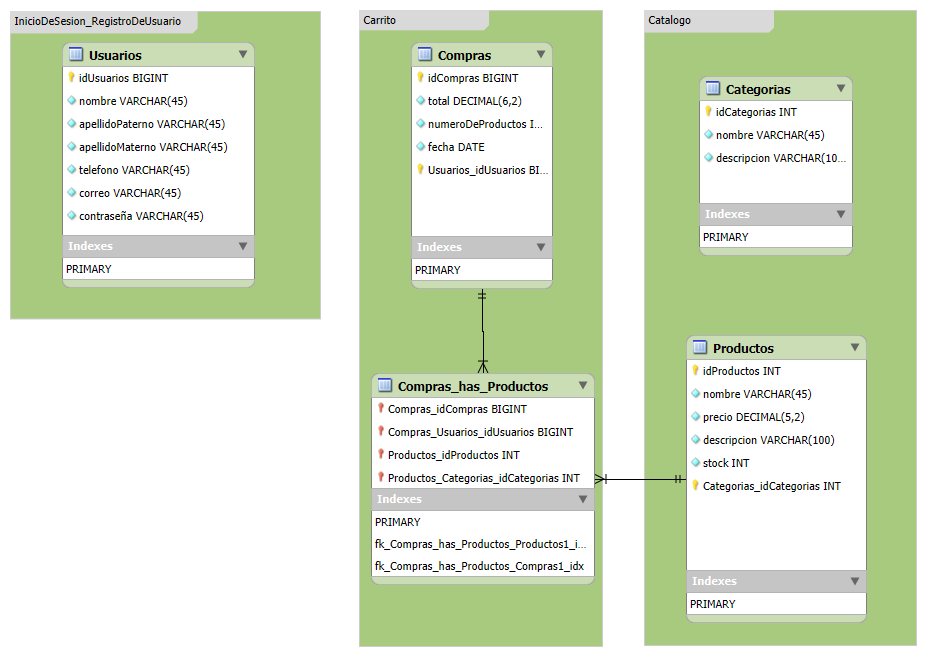 InicioDeSesion_RegistroDeUsuario
Usuarios
idUsuarios BIGINT
nombre VARCHAR(45)
apellidoPaterno VARCHAR(45)
apellidoMaterno VARCHAR(45)
telefono VARCHAR(45)
correo VARCHAR(45)
contraseña VARCHAR(45)
Indexes
PRIMARY
Carrito
Compras
idCompras BIGINT
total DECIMAL(6,2)
numeroDeProductos I...
fecha DATE
Usuarios_idUsuarios BI...
Indexes
PRIMARY
Compras_has_Productos
Compras_idCompras BIGINT
Compras_Usuarios_idUsuarios BIGINT
Productos_idProductos INT
Productos_Categorias_idCategorias INT
Indexes
PRIMARY
fk_Compras_has_Productos_Productos1_i...
fk_Compras_has_Productos_Compras1_idx
Catalogo
Categorias
idCategorias INT
nombre VARCHAR(45)
descripcion VARCHAR(10...
Indexes
PRIMARY
Productos
idProductos INT
nombre VARCHAR(45)
precio DECIMAL(5,2)
descripcion VARCHAR(100)
stock INT
Categorias_idCategorias INT
Indexes
PRIMARY